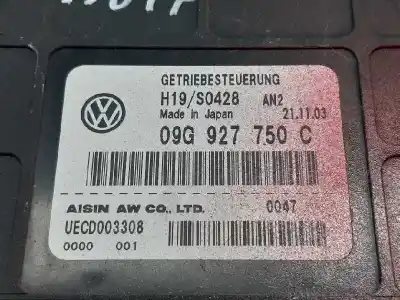 GETRIEBESTEUERUNG
H19/S0428 AN2
Made in Japan 21.11.03
09G 927 750 C
AISIN AW CO., LTD. 0047
UECD003308
0000 001